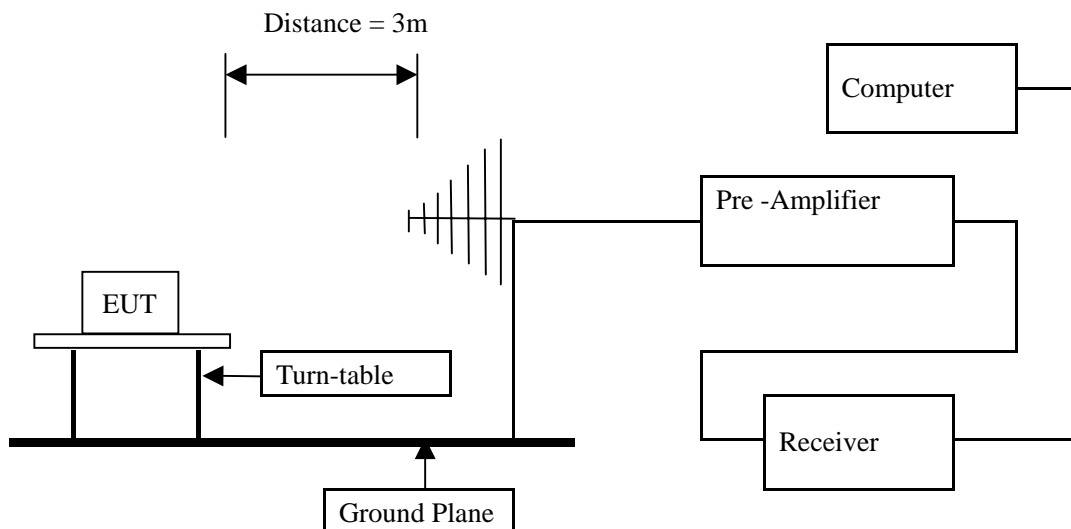 Distance = 3m
Computer
Pre -Amplifier
EUT
Turn-table
Receiver
Ground Plane